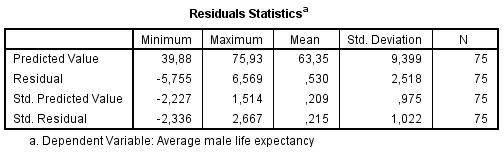 Residuals Statisticsᵃ
Minimum Maximum Mean Std. Deviation N
Predicted Value 39,88 75,93 63,35 9,399 75
Residual -5,755 6,569 ,530 2,518 75
Std. Predicted Value -2,227 1,514 ,209 ,975 75
Std. Residual -2,336 2,667 ,215 1,022 75
a. Dependent Variable: Average male life expectancy